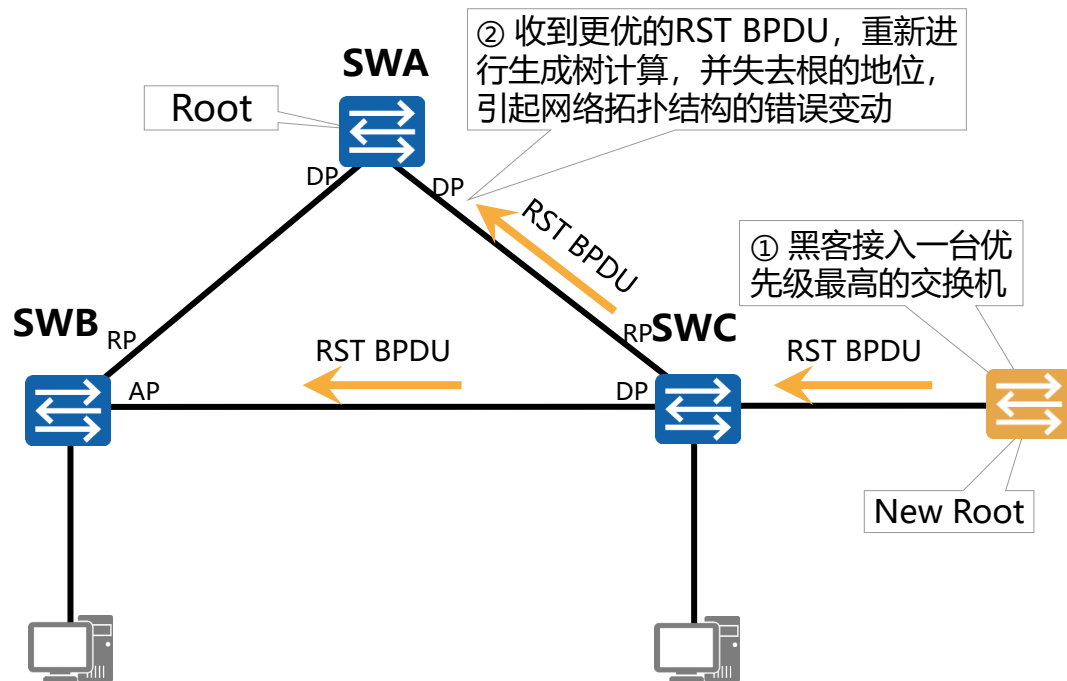 ② 收到更优的RST BPDU，重新进
行生成树计算，并失去根的地位，
引起网络拓扑结构的错误变动
SWA
Root
DP
DP
RST BPDU
① 黑客接入一台优
先级最高的交换机
SWB
RP
RP
SWC
RST BPDU
RST BPDU
AP
DP
New Root